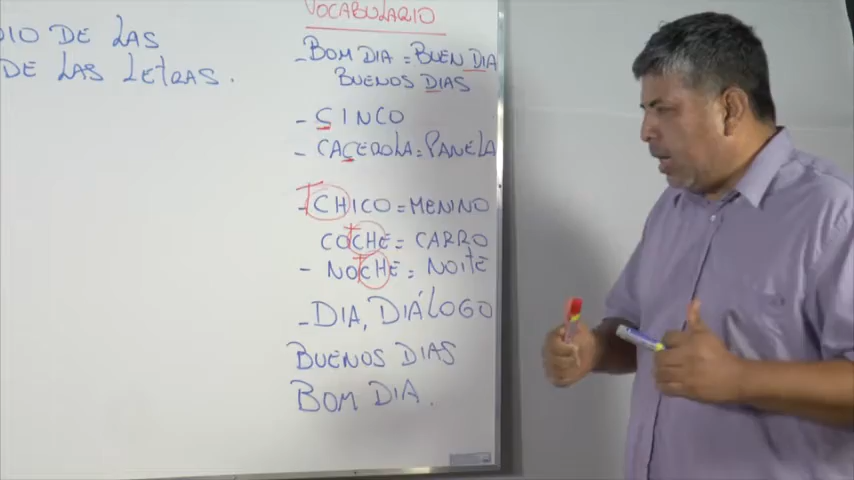 DE LAS
DE LAS LETRAS.
VOCABULARIO
- BOM DIA = BUEN DIA
BUENOS DIAS
- SINCO
- CACEROLA = PANELA
- CHICO = MENINO
COCHE = CARRO
- NOCHE = NOITE
- DIA, DIÁLOGO
BUENOS DIAS
BOM DIA.